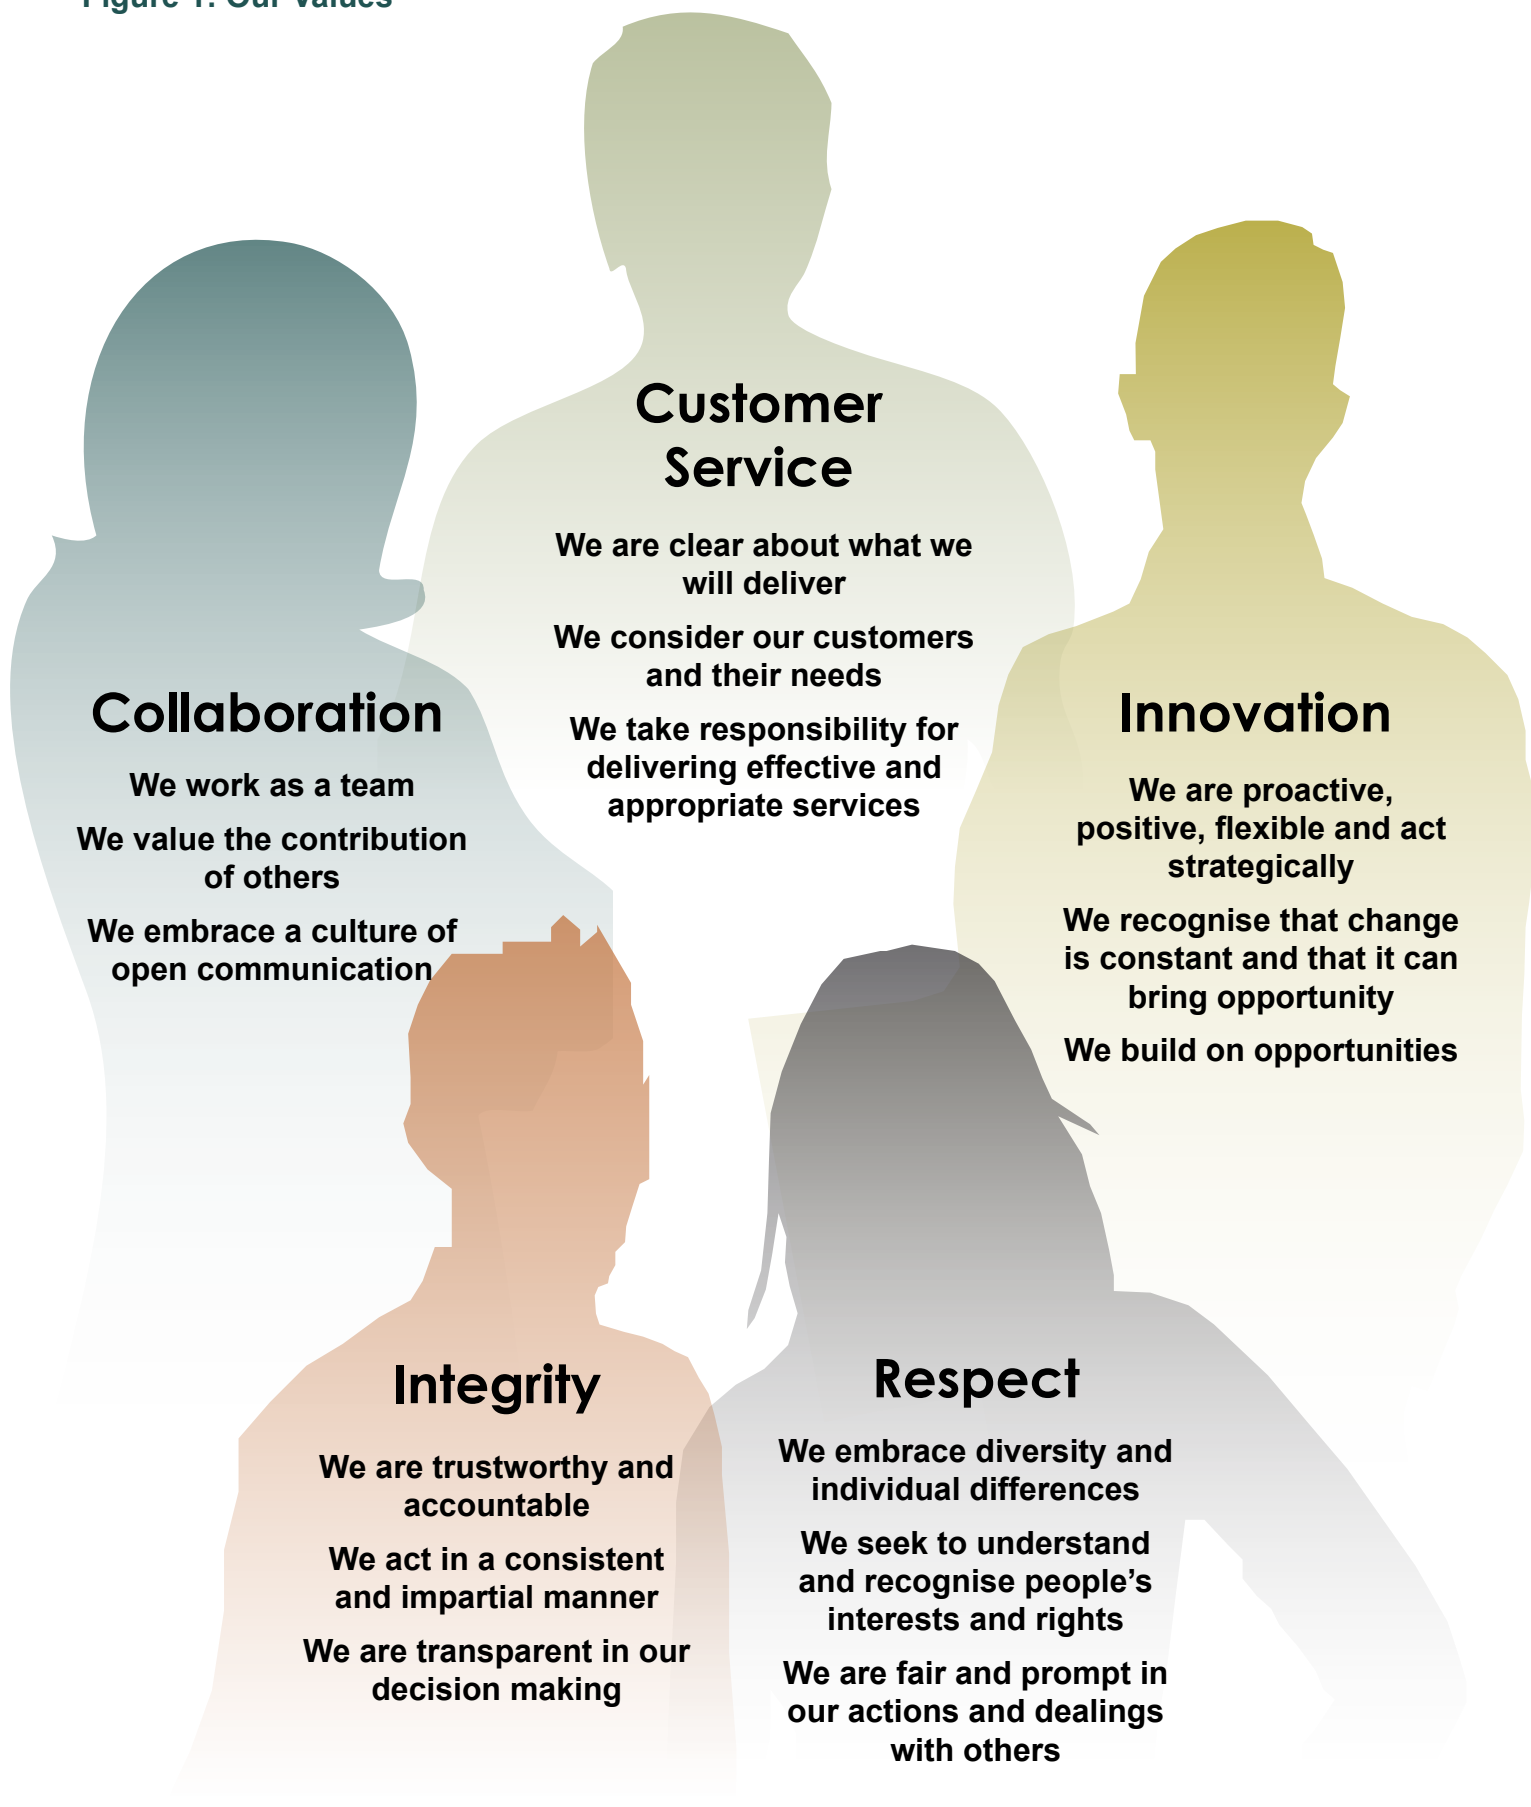 Figure 1: Our Values
Customer
Service
We are clear about what we
will deliver
We consider our customers
and their needs
We take responsibility for
delivering effective and
appropriate services
Collaboration
We work as a team
We value the contribution
of others
We embrace a culture of
open communication
Innovation
We are proactive,
positive, flexible and act
strategically
We recognise that change
is constant and that it can
bring opportunity
We build on opportunities
Integrity
We are trustworthy and
accountable
We act in a consistent
and impartial manner
We are transparent in our
decision making
Respect
We embrace diversity and
individual differences
We seek to understand
and recognise people’s
interests and rights
We are fair and prompt in
our actions and dealings
with others